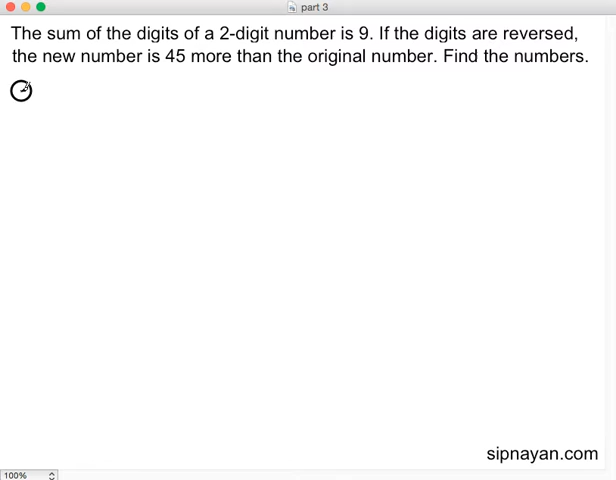 part 3
The sum of the digits of a 2-digit number is 9. If the digits are reversed,
the new number is 45 more than the original number. Find the numbers.
sipnayan.com
100%